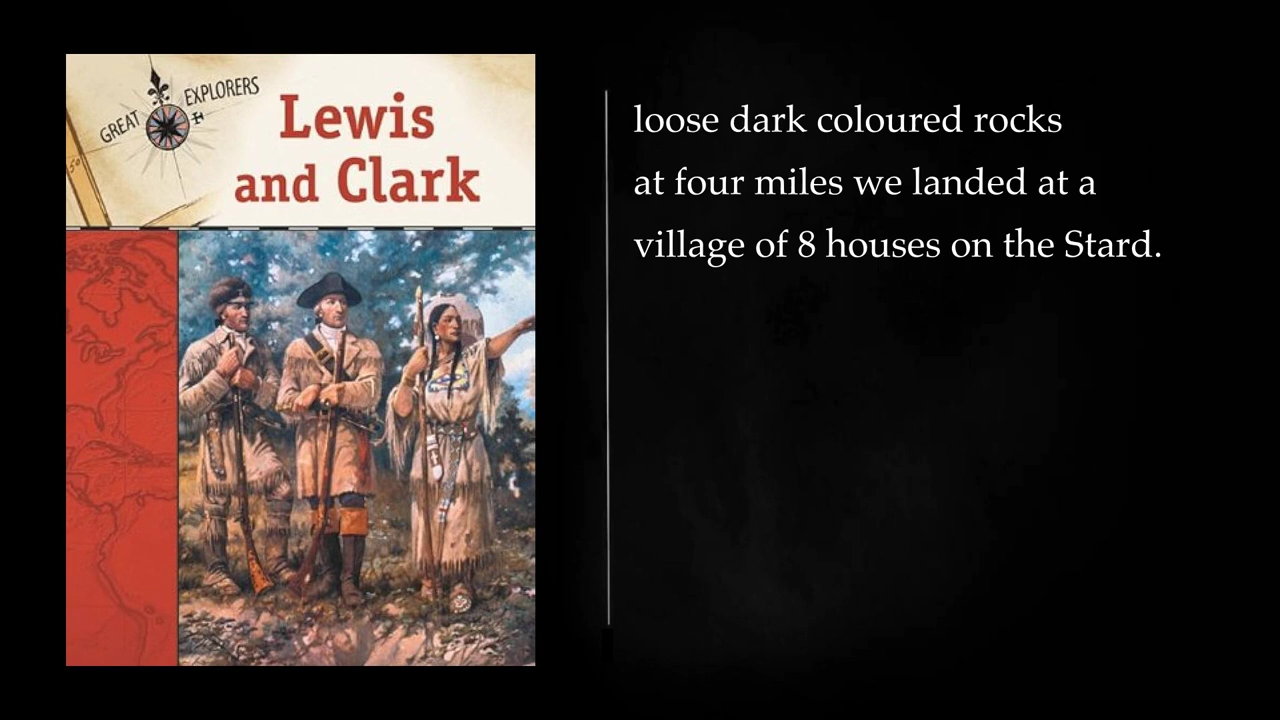 GREAT EXPLORERS
Lewis
and Clark
50
loose dark coloured rocks
at four miles we landed at a
village of 8 houses on the Stard.